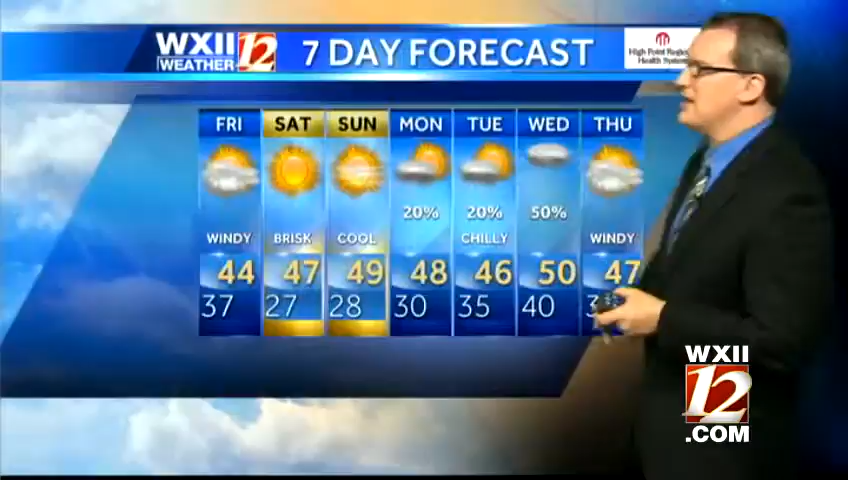 WXII 12
WEATHER
7 DAY FORECAST
High Point Regio
Health System
FRI SAT SUN MON TUE WED THU
20% 20% 50%
WINDY BRISK COOL CHILLY WINDY
44 47 49 48 46 50 47
37 27 28 30 35 40 3
WXII
12
.COM